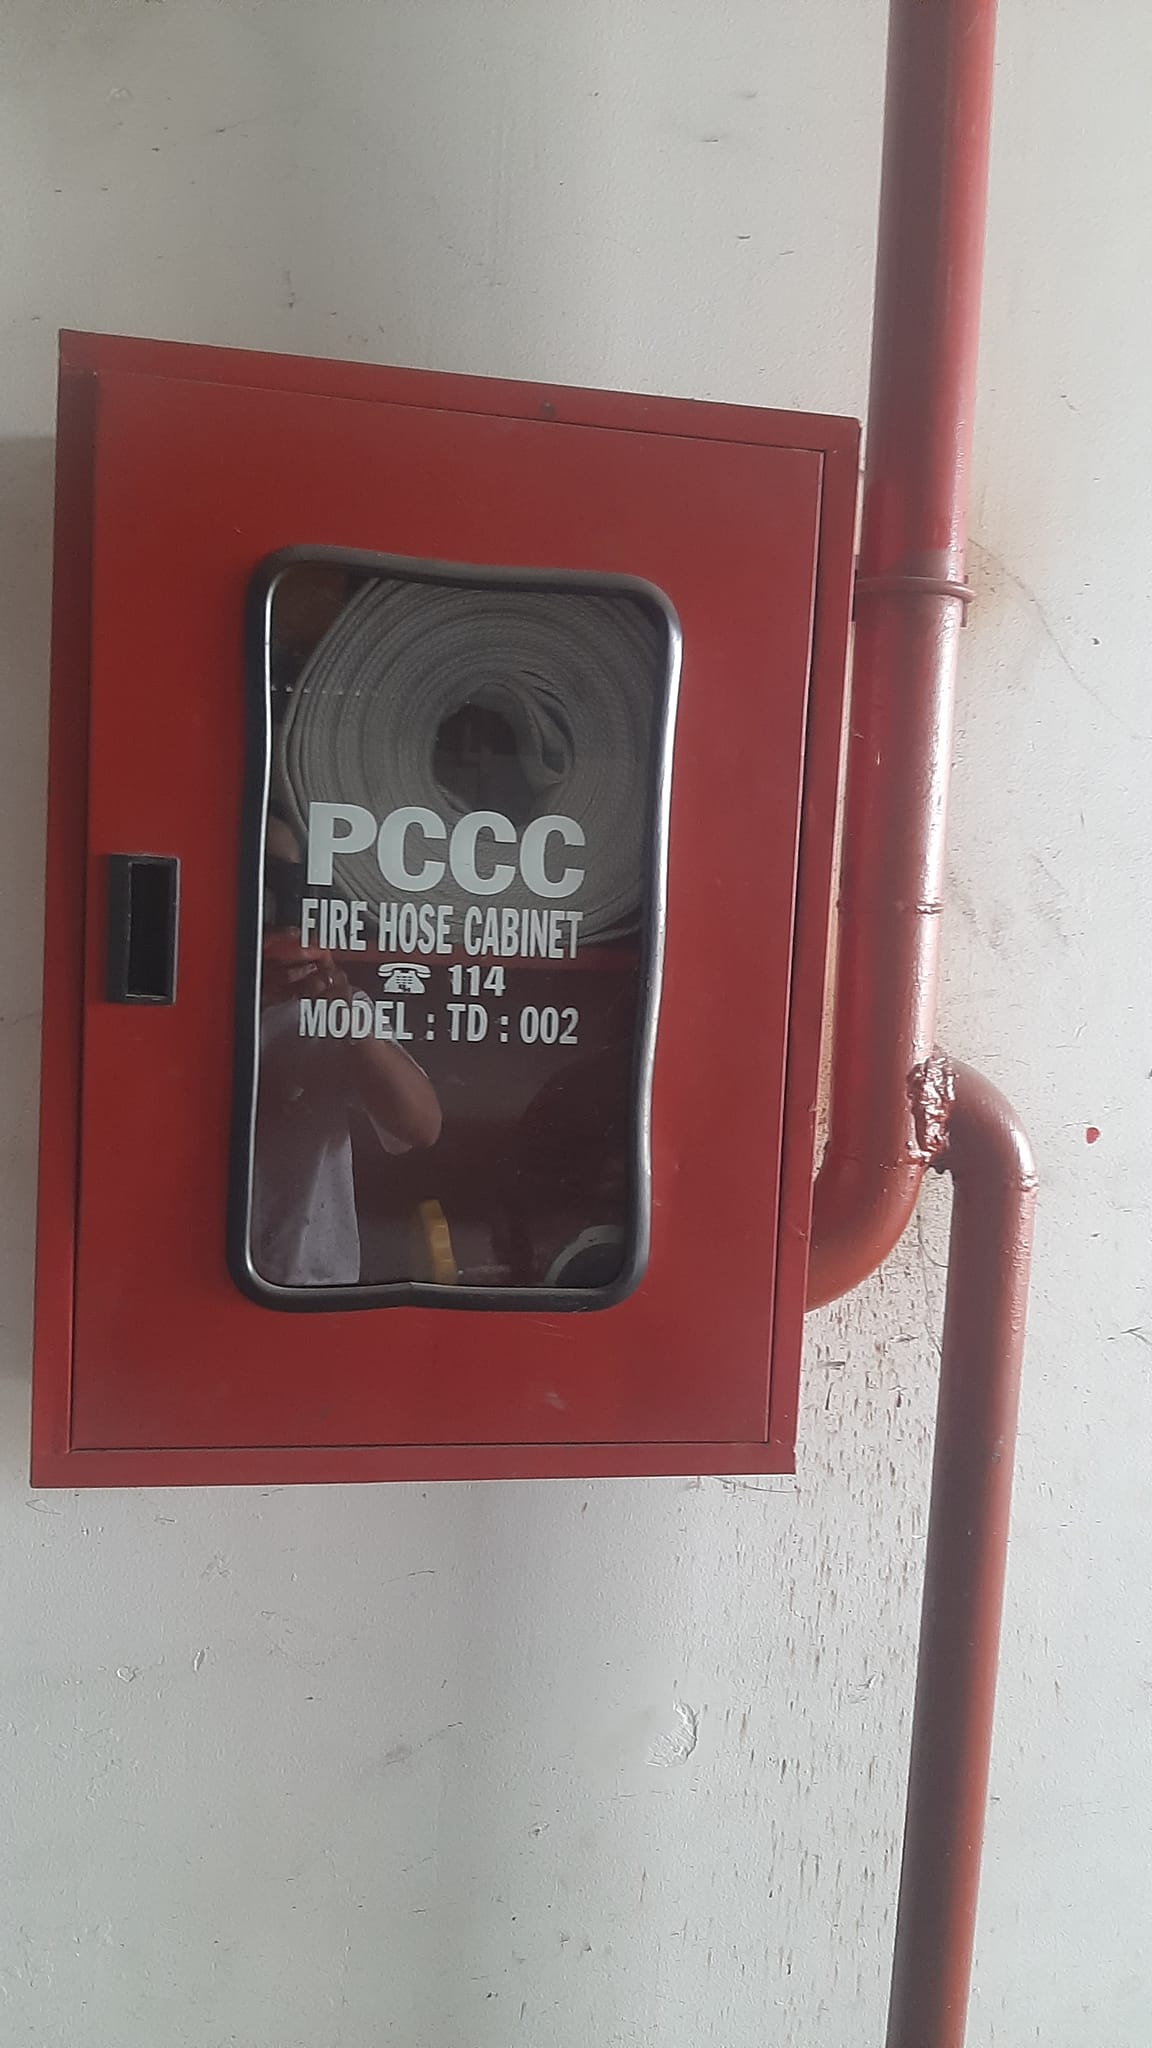 PCCC
FIRE HOSE CABINET
☎ 114
MODEL : TD : 002